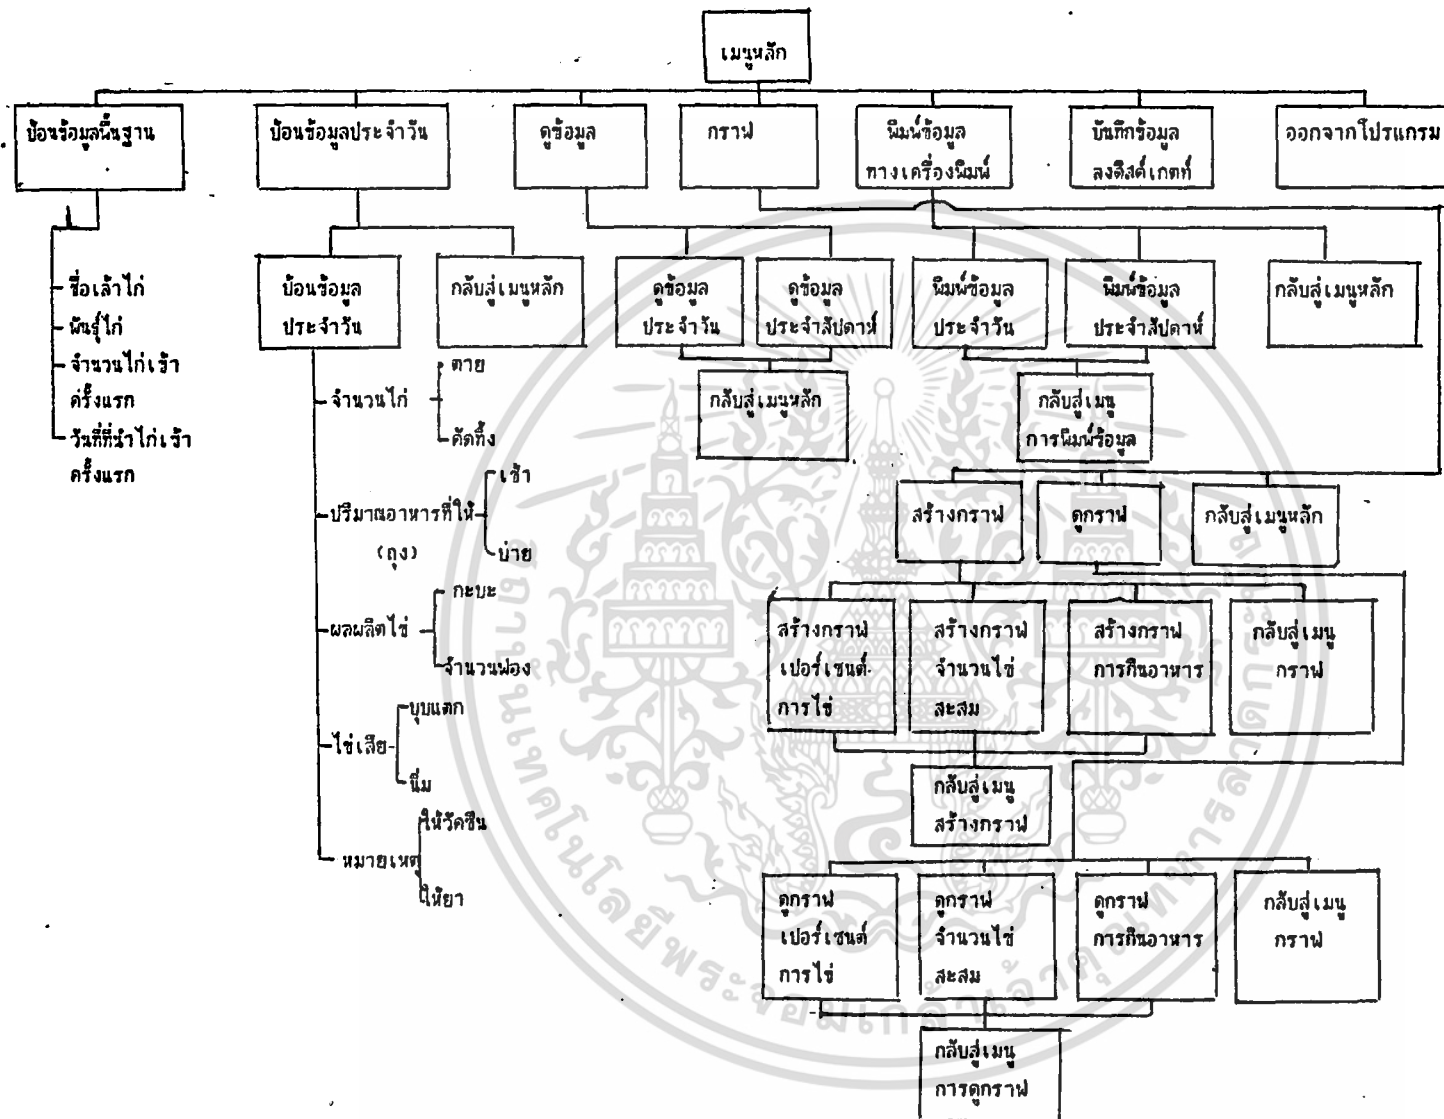 เมนูหลัก
ป้อนข้อมูลพื้นฐาน
ป้อนข้อมูลประจำวัน
ดูข้อมูล
กราฟ
พิมพ์ข้อมูล
ทางเครื่องพิมพ์
บันทึกข้อมูล
ลงดิสค์เกตท์
ออกจากโปรแกรม
ชื่อเล้าไก่
พันธุ์ไก่
จำนวนไก่เข้า
ครั้งแรก
วันที่ที่นำไก่เข้า
ครั้งแรก
ป้อนข้อมูล
ประจำวัน
กลับสู่เมนูหลัก
ดูข้อมูล
ประจำวัน
ดูข้อมูล
ประจำสัปดาห์
พิมพ์ข้อมูล
ประจำวัน
พิมพ์ข้อมูล
ประจำสัปดาห์
กลับสู่เมนูหลัก
กลับสู่เมนูหลัก
กลับสู่เมนู
การพิมพ์ข้อมูล
จำนวนไก่
ตาย
คัดทิ้ง
ปริมาณอาหารที่ให้
(ถุง)
เช้า
บ่าย
ผลผลิตไข่
กะบะ
จำนวนฟอง
ไข่เสีย
บุบแตก
นิ่ม
หมายเหตุ
ให้วัคซีน
ให้ยา
สร้างกราฟ
ดูกราฟ
กลับสู่เมนูหลัก
สร้างกราฟ
เปอร์เซนต์
การไข่
สร้างกราฟ
จำนวนไข่
สะสม
สร้างกราฟ
การกินอาหาร
กลับสู่เมนู
กราฟ
กลับสู่เมนู
สร้างกราฟ
ดูกราฟ
เปอร์เซนต์
การไข่
ดูกราฟ
จำนวนไข่
สะสม
ดูกราฟ
การกินอาหาร
กลับสู่เมนู
กราฟ
กลับสู่เมนู
การดูกราฟ